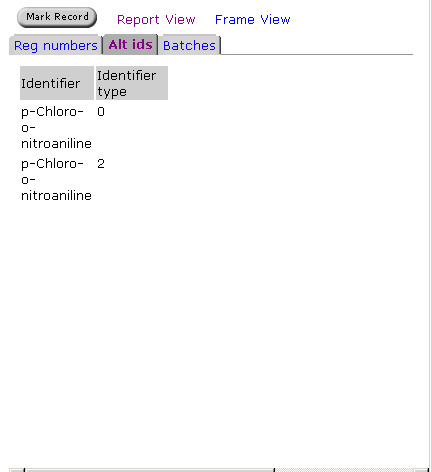 Mark Record Report View Frame View
Reg numbers Alt ids Batches
Identifier Identifier type
p-Chloro-o-nitroaniline 0
p-Chloro-o-nitroaniline 2